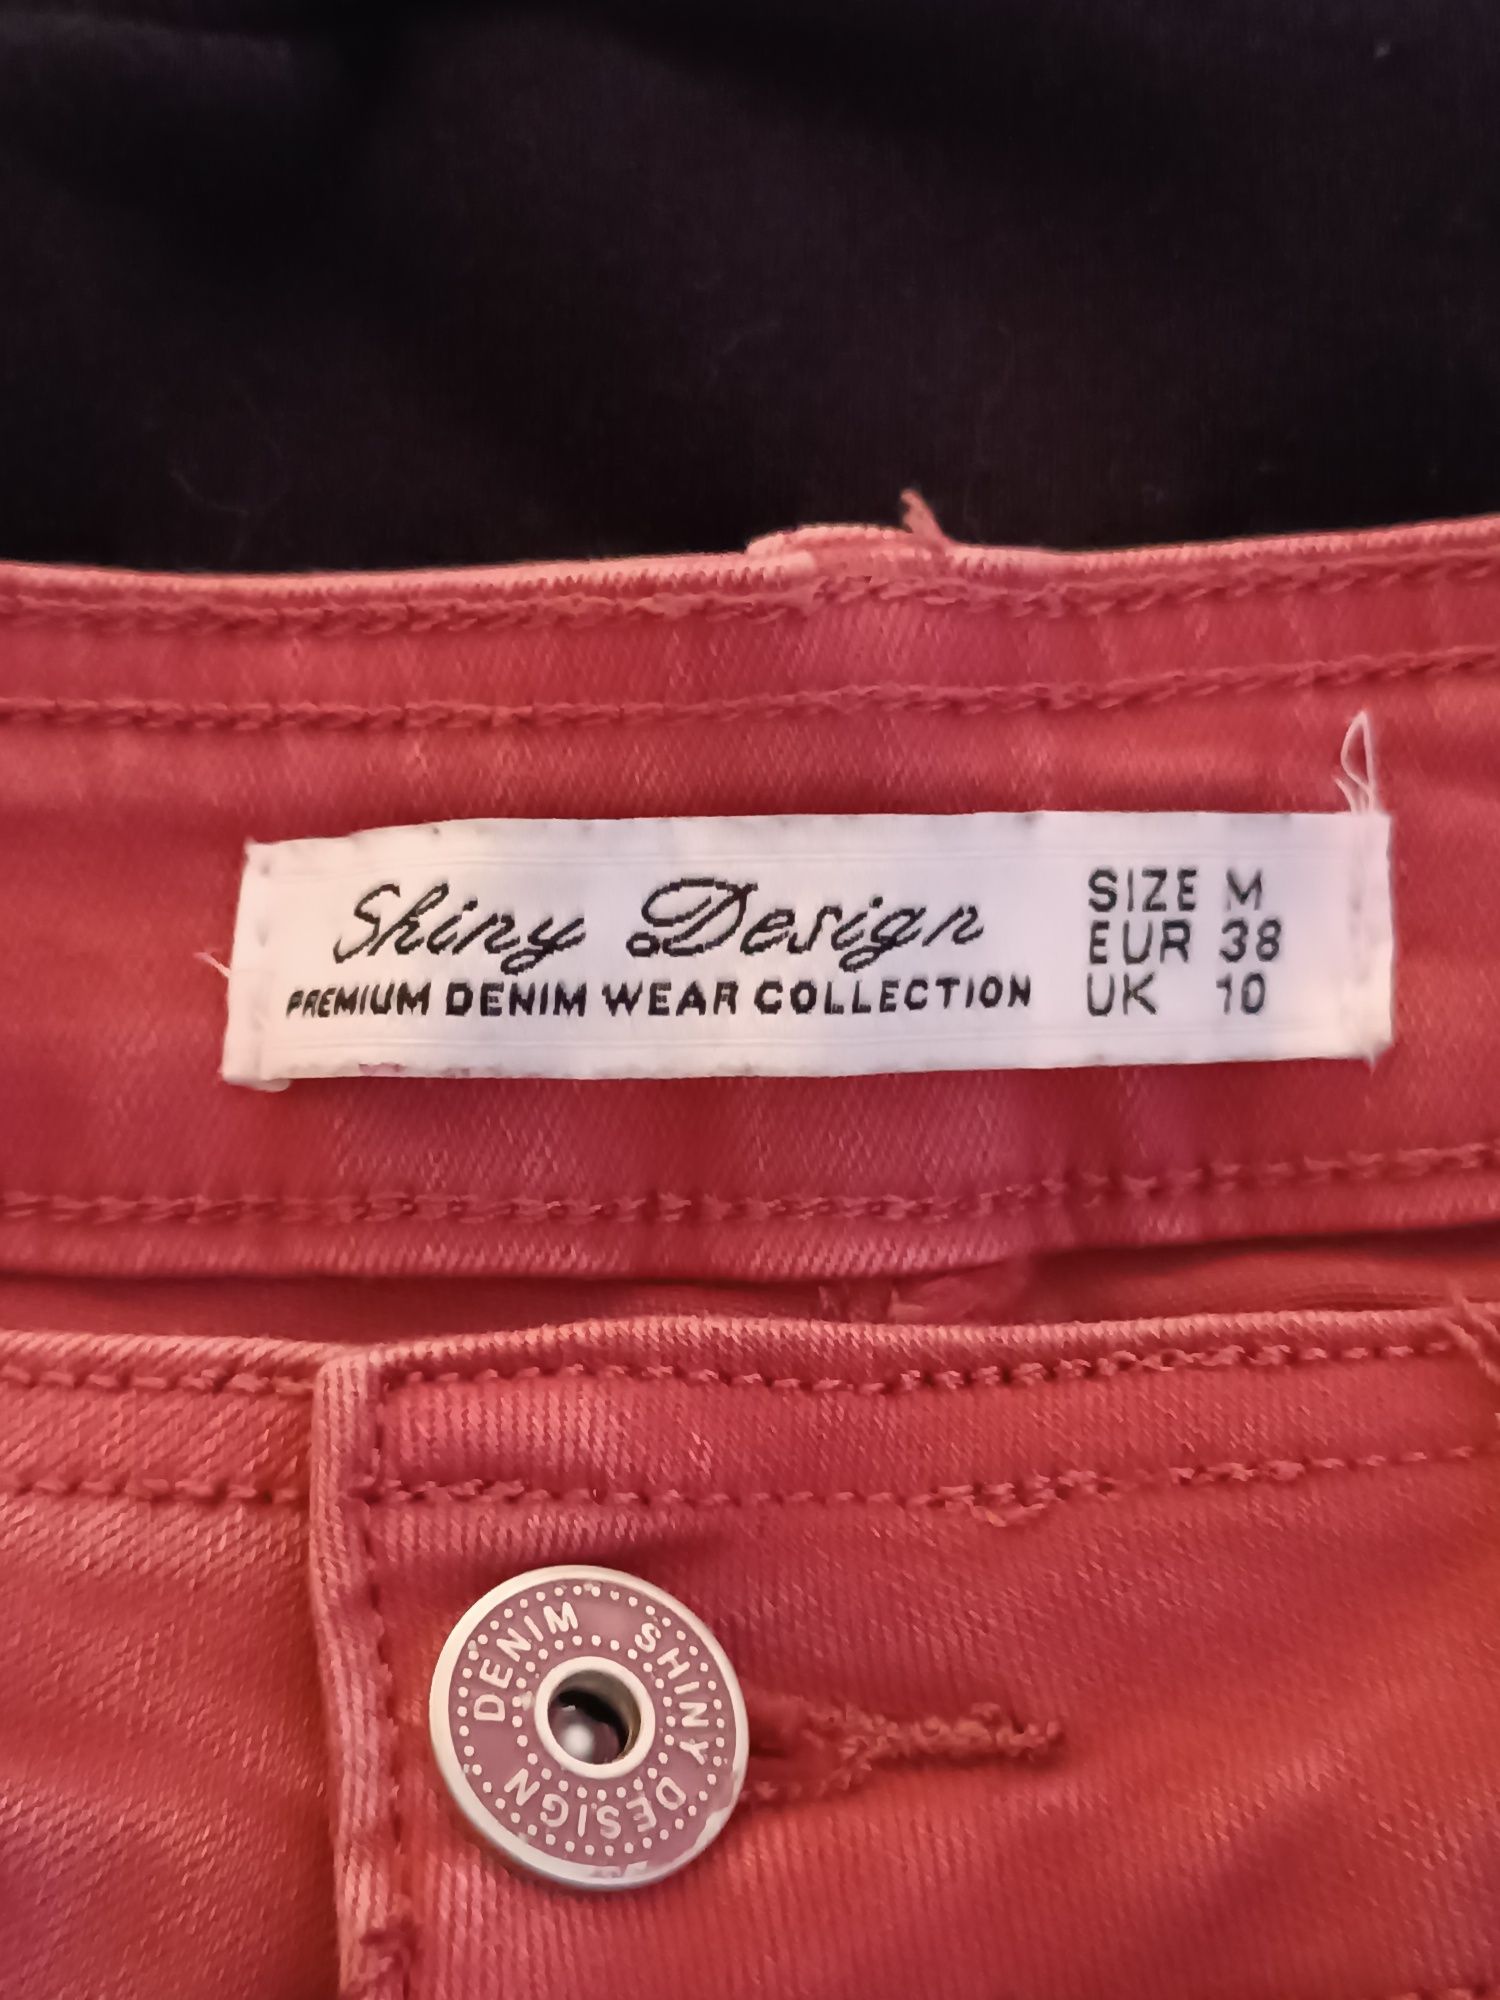 Shiny Design
PREMIUM DENIM WEAR COLLECTION
SIZE M
EUR 38
UK 10
DENIM SHINY DESIGN